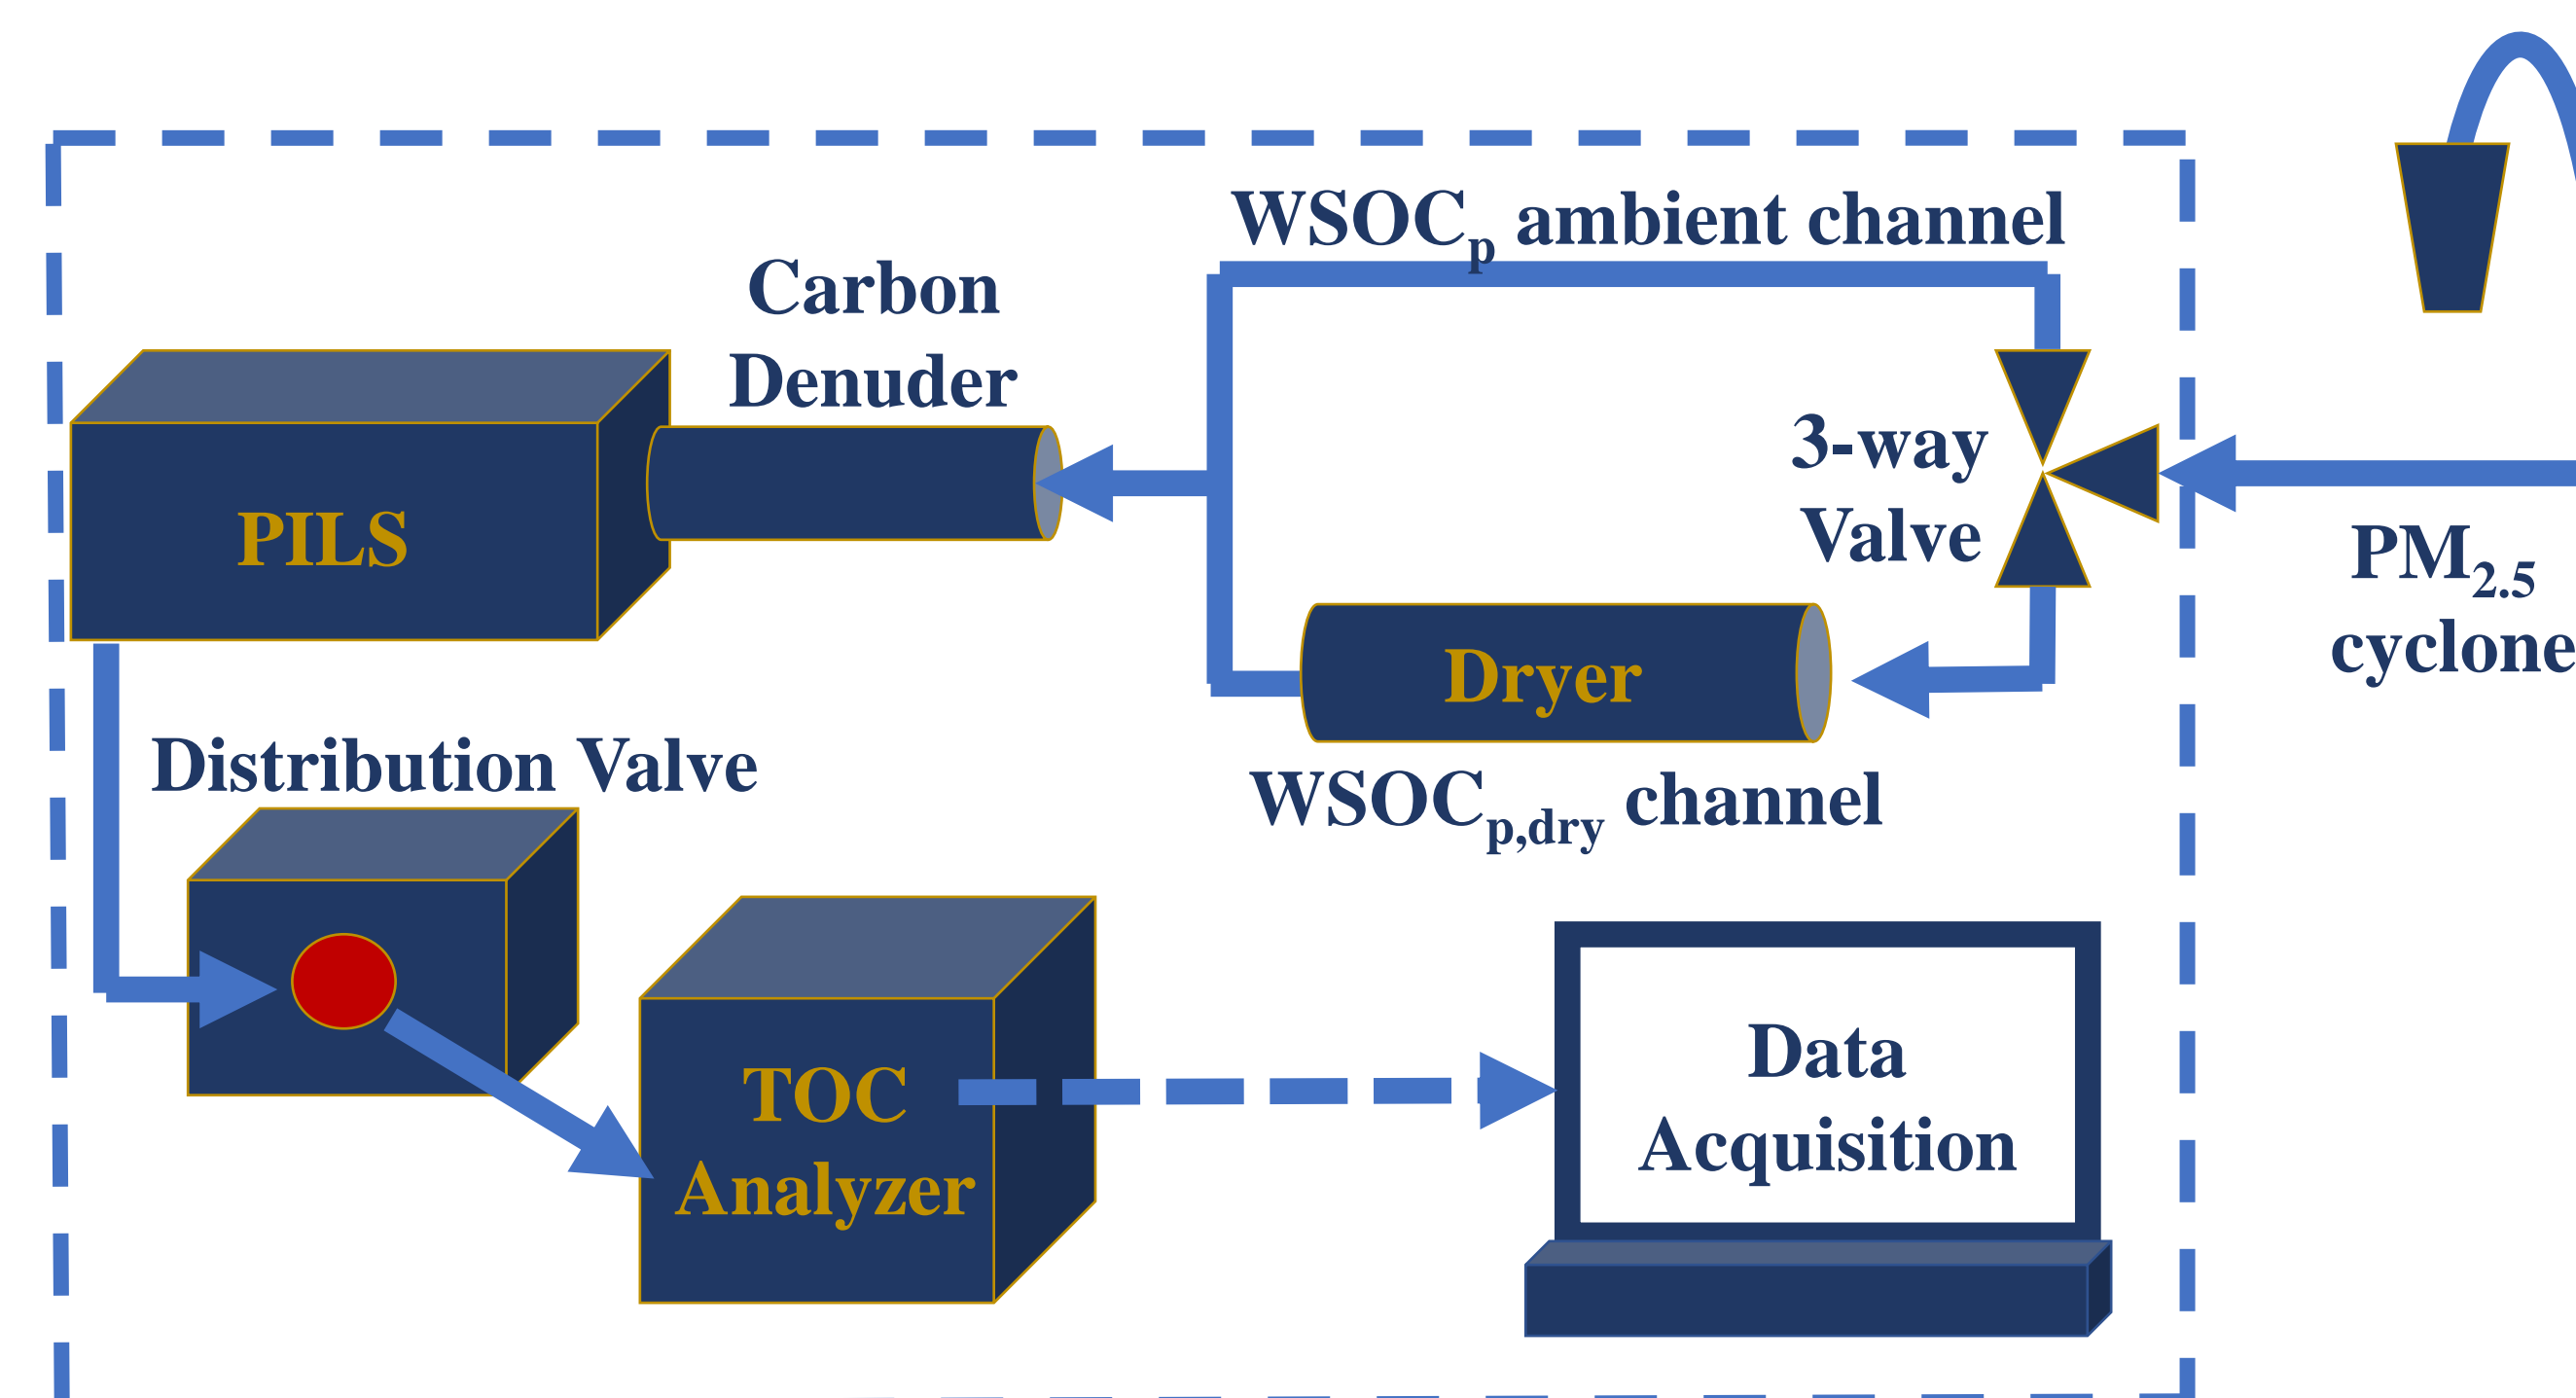 WSOCp ambient channel
Carbon
Denuder
3-way
Valve
PILS
PM2.5
cyclone
Dryer
WSOCp,dry channel
Distribution Valve
TOC
Analyzer
Data
Acquisition